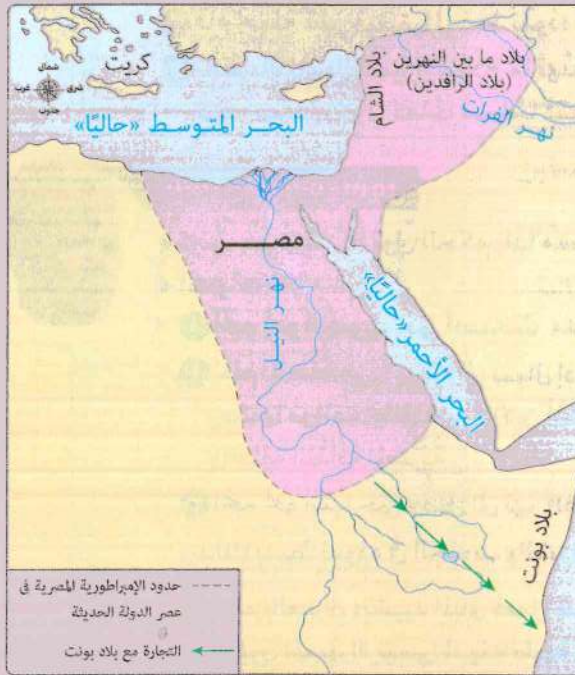 كريت
شمال
شرق
غرب
جنوب
بلاد ما بين النهرين
(بلاد الرافدين)
بلاد الشام
نهر الفرات
البحر المتوسط «حاليًا»
مصر
نهر النيل
البحر الأحمر «حاليًا»
بلاد بونت
حدود الإمبراطورية المصرية فى
عصر الدولة الحديثة
التجارة مع بلاد بونت